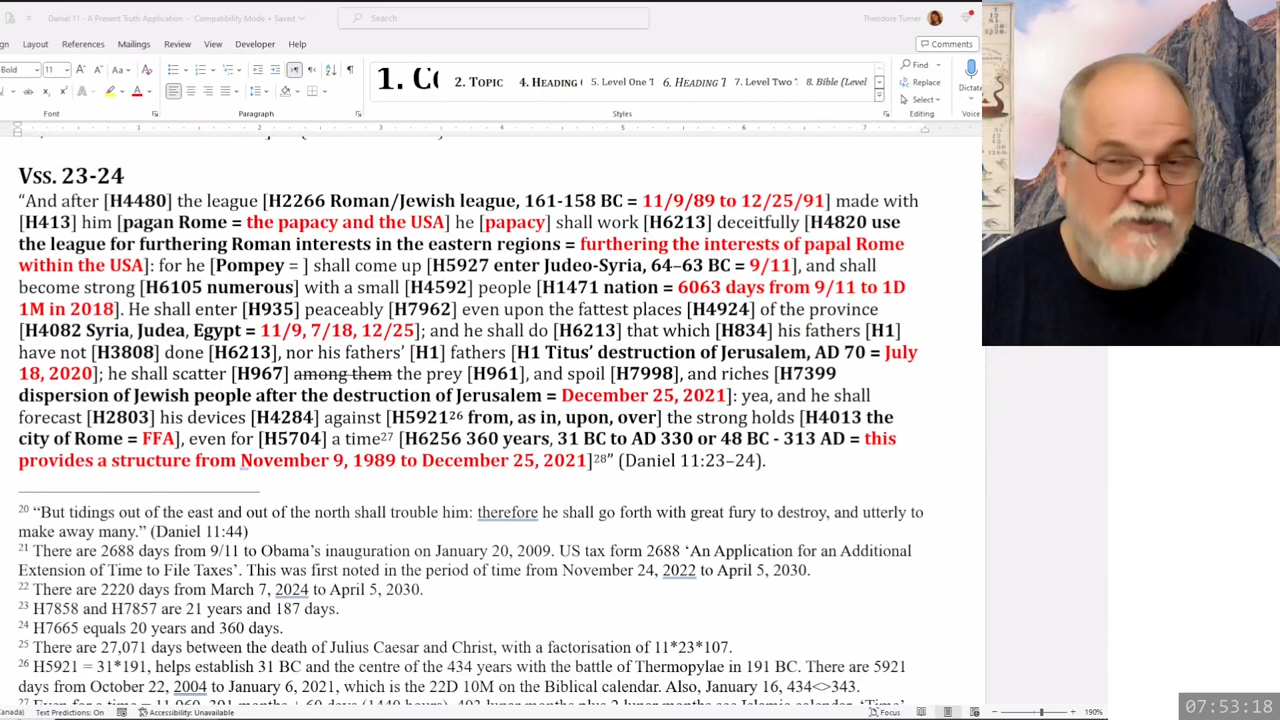 Daniel 11 - A Present Truth Application - Compatibility Mode • Saved
Search
Theodore Turner
Layout References Mailings Review View Developer Help
Comments
Bold 11 Aa
Find
Replace
Select
Dictate
1. 2. Topic 4. Heading 5. Level One 6. Heading 7. Level Two 8. Bible (Level
Font Paragraph Styles Editing Voice
1 2 3 4 5 6 7
Vss. 23-24
“And after [H4480] the league [H2266 Roman/Jewish league, 161-158 BC = 11/9/89 to 12/25/91] made with
[H413] him [pagan Rome = the papacy and the USA] he [papacy] shall work [H6213] deceitfully [H4820 use
the league for furthering Roman interests in the eastern regions = furthering the interests of papal Rome
within the USA]: for he [Pompey = ] shall come up [H5927 enter Judeo-Syria, 64–63 BC = 9/11], and shall
become strong [H6105 numerous] with a small [H4592] people [H1471 nation = 6063 days from 9/11 to 1D
1M in 2018]. He shall enter [H935] peaceably [H7962] even upon the fattest places [H4924] of the province
[H4082 Syria, Judea, Egypt = 11/9, 7/18, 12/25]; and he shall do [H6213] that which [H834] his fathers [H1]
have not [H3808] done [H6213], nor his fathers’ [H1] fathers [H1 Titus’ destruction of Jerusalem, AD 70 = July
18, 2020]; he shall scatter [H967] among them the prey [H961], and spoil [H7998], and riches [H7399
dispersion of Jewish people after the destruction of Jerusalem = December 25, 2021]: yea, and he shall
forecast [H2803] his devices [H4284] against [H5921²⁶ from, as in, upon, over] the strong holds [H4013 the
city of Rome = FFA], even for [H5704] a time²⁷ [H6256 360 years, 31 BC to AD 330 or 48 BC - 313 AD = this
provides a structure from November 9, 1989 to December 25, 2021]²⁸” (Daniel 11:23–24).
²⁰ “But tidings out of the east and out of the north shall trouble him: therefore he shall go forth with great fury to destroy, and utterly to
make away many.” (Daniel 11:44)
²¹ There are 2688 days from 9/11 to Obama’s inauguration on January 20, 2009. US tax form 2688 ‘An Application for an Additional
Extension of Time to File Taxes’. This was first noted in the period of time from November 24, 2022 to April 5, 2030.
²² There are 2220 days from March 7, 2024 to April 5, 2030.
²³ H7858 and H7857 are 21 years and 187 days.
²⁴ H7665 equals 20 years and 360 days.
²⁵ There are 27,071 days between the death of Julius Caesar and Christ, with a factorisation of 11*23*107.
²⁶ H5921 = 31*191, helps establish 31 BC and the centre of the 434 years with the battle of Thermopylae in 191 BC. There are 5921
days from October 22, 2004 to January 6, 2021, which is the 22D 10M on the Biblical calendar. Also, January 16, 434<>343.
Canada) Text Predictions: On Accessibility: Unavailable Focus 190%
07:53:18